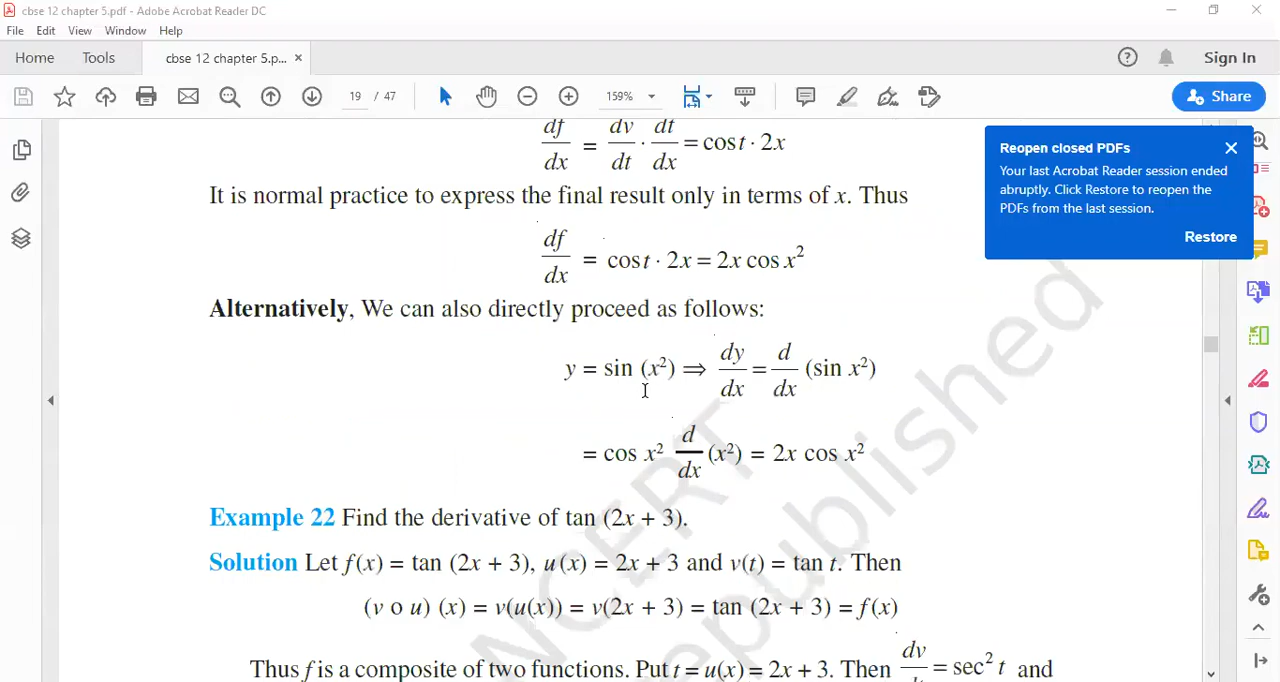 cbse 12 chapter 5.pdf - Adobe Acrobat Reader DC
File Edit View Window Help
Home Tools cbse 12 chapter 5.p... ×
Sign In
19 / 47
159%
Share
df/dx = dv/dt · dt/dx = cos t · 2x
It is normal practice to express the final result only in terms of x. Thus
df/dx = cos t · 2x = 2x cos x²
Alternatively, We can also directly proceed as follows:
y = sin (x²) ⇒ dy/dx = d/dx (sin x²)
= cos x² d/dx (x²) = 2x cos x²
Example 22 Find the derivative of tan (2x + 3).
Solution Let f(x) = tan (2x + 3), u (x) = 2x + 3 and v(t) = tan t. Then
(v o u) (x) = v(u(x)) = v(2x + 3) = tan (2x + 3) = f(x)
Thus f is a composite of two functions. Put t = u(x) = 2x + 3. Then dv = sec² t and
Reopen closed PDFs
Your last Acrobat Reader session ended
abruptly. Click Restore to reopen the
PDFs from the last session.
Restore
NCERT
republished